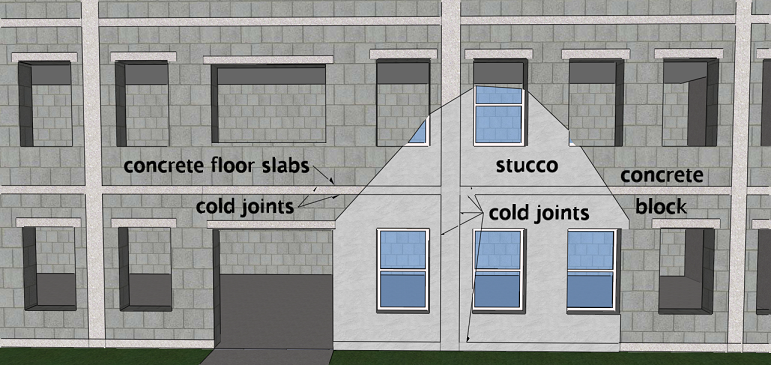 concrete floor slabs
stucco
concrete
block
cold joints
cold joints